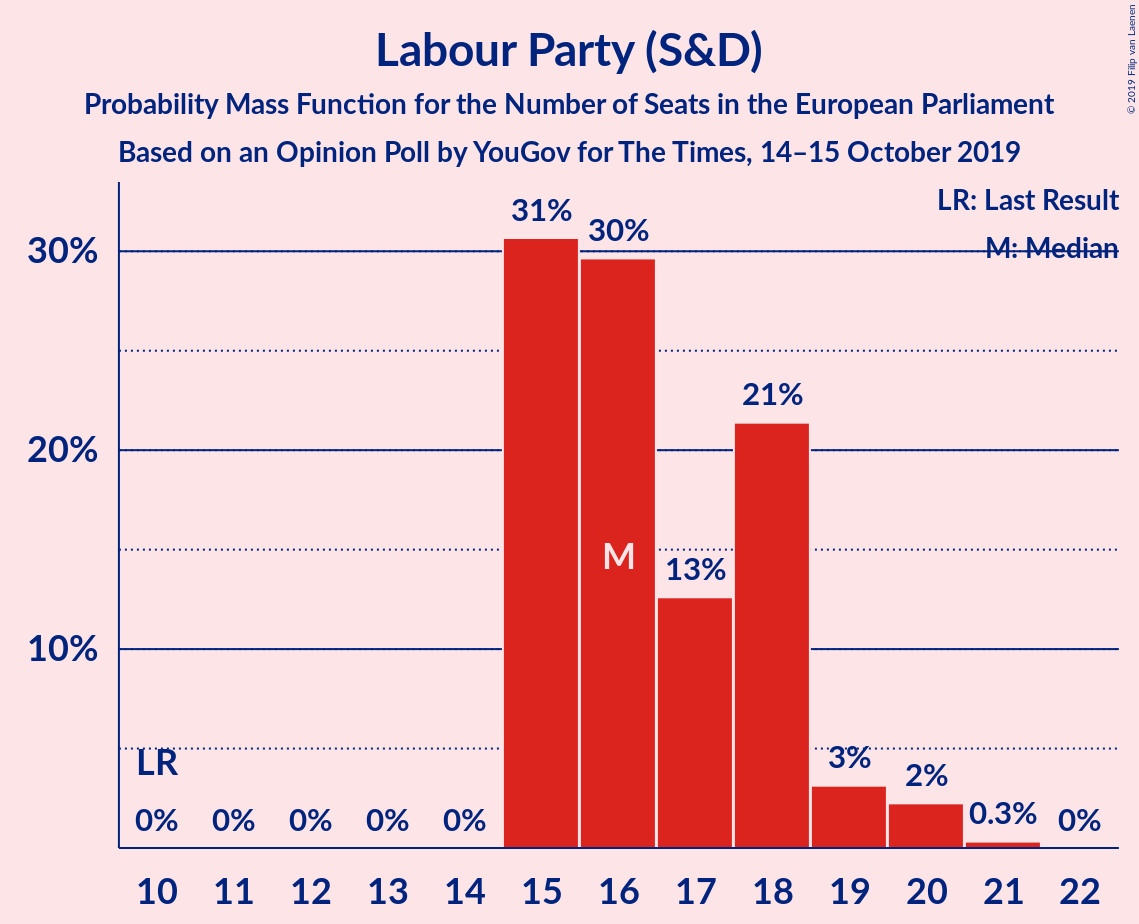 Labour Party (S&D)
Probability Mass Function for the Number of Seats in the European Parliament
Based on an Opinion Poll by YouGov for The Times, 14–15 October 2019
© 2019 Filip van Laenen
LR: Last Result
M: Median
30%
20%
10%
31%
30%
13%
21%
3%
2%
0.3%
0%
M
LR
0%
0%
0%
0%
0%
10 11 12 13 14 15 16 17 18 19 20 21 22